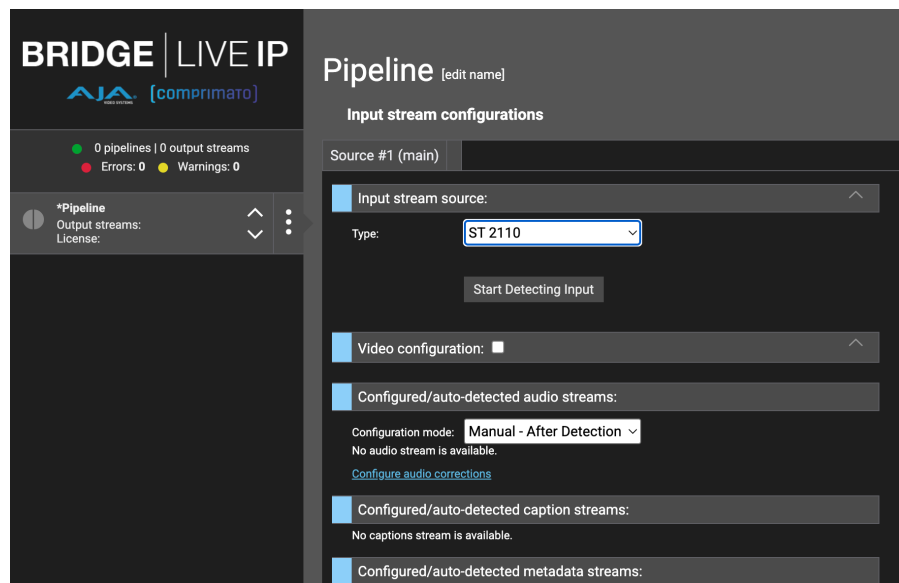 BRIDGE | LIVE IP
AJA VIDEO SYSTEMS [comprimato]
0 pipelines | 0 output streams
Errors: 0 Warnings: 0
*Pipeline
Output streams:
License:
Pipeline [edit name]
Input stream configurations
Source #1 (main)
Input stream source:
Type: ST 2110
Start Detecting Input
Video configuration:
Configured/auto-detected audio streams:
Configuration mode: Manual - After Detection
No audio stream is available.
Configure audio corrections
Configured/auto-detected caption streams:
No captions stream is available.
Configured/auto-detected metadata streams: